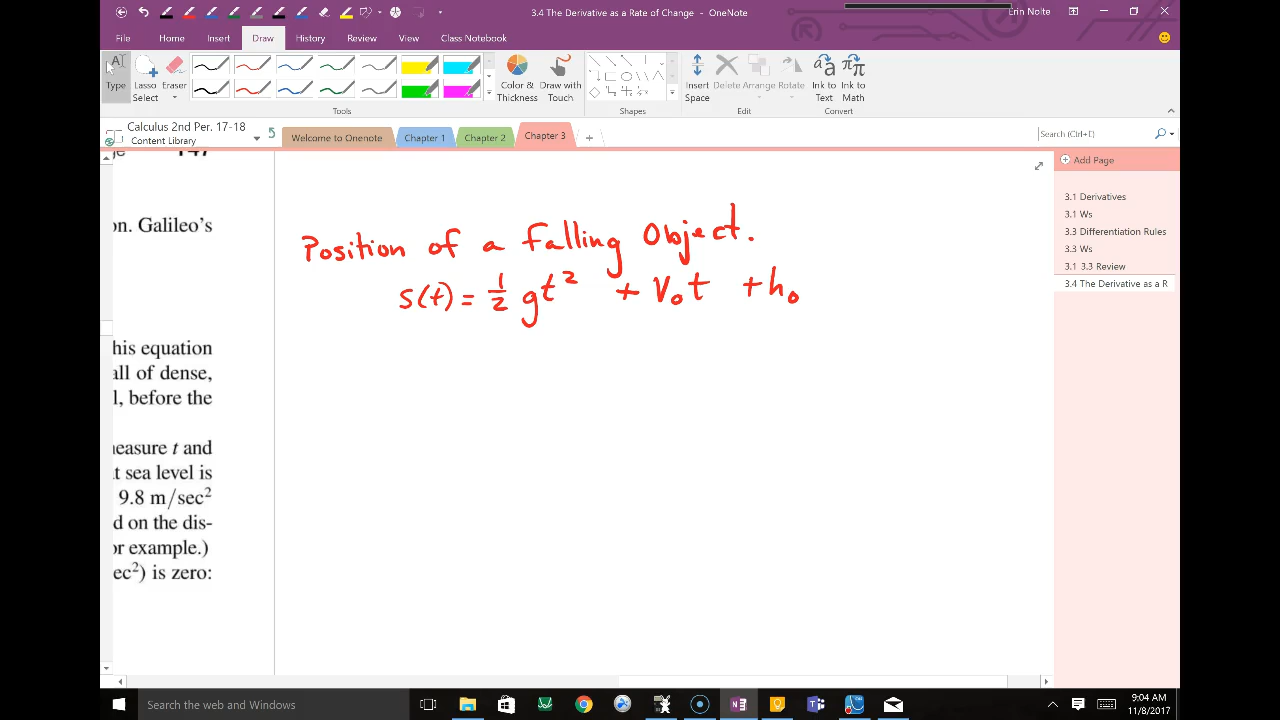 3.4 The Derivative as a Rate of Change - OneNote
Erin Nolte
File Home Insert Draw History Review View Class Notebook
Type
Lasso Select
Eraser
Color & Thickness
Draw with Touch
Insert Space
Delete
Arrange
Rotate
Ink to Text
Ink to Math
Tools
Shapes
Edit
Convert
Calculus 2nd Per. 17-18
Content Library
Welcome to Onenote
Chapter 1
Chapter 2
Chapter 3
Search (Ctrl+E)
Add Page
3.1 Derivatives
3.1 Ws
3.3 Differentiation Rules
3.3 Ws
3.1 3.3 Review
3.4 The Derivative as a R
147
on. Galileo's
his equation
all of dense,
l, before the
neasure t and
t sea level is
9.8 m/sec²
d on the dis-
or example.)
ec²) is zero:
Position of a Falling Object.
s(t) = ½ gt² + V₀t + h₀
Search the web and Windows
9:04 AM
11/8/2017